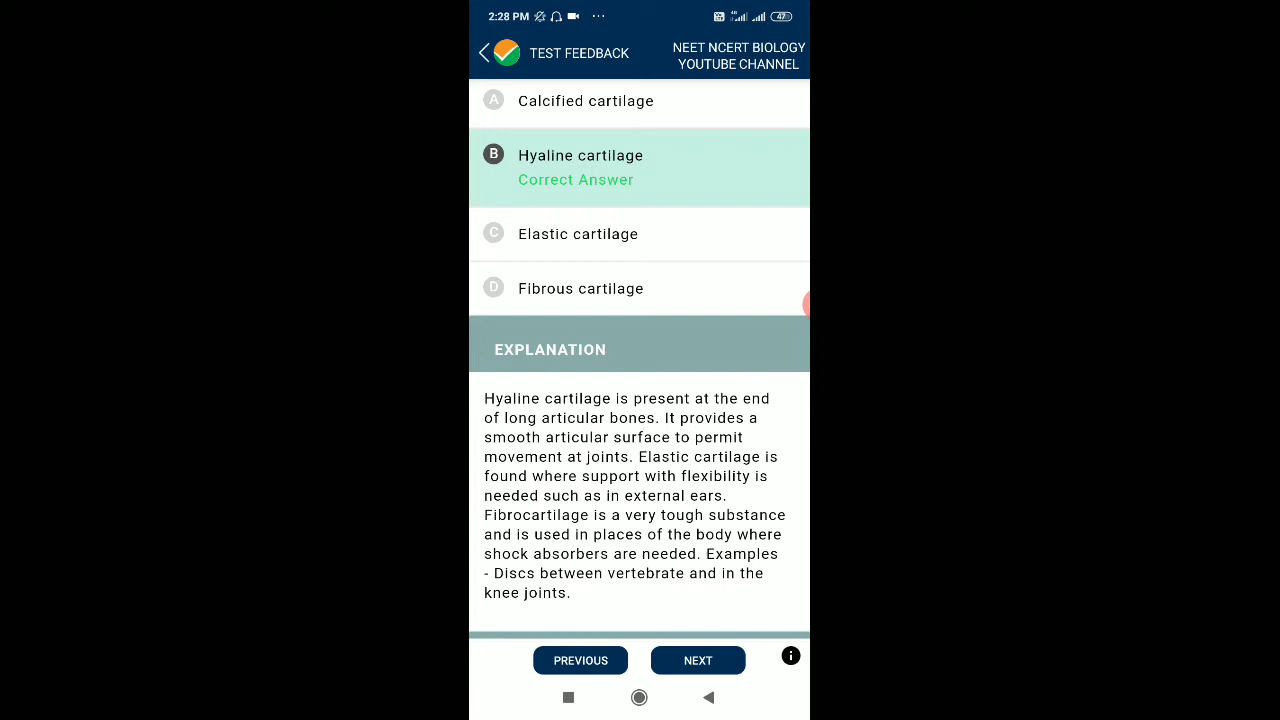 2:28 PM
47
TEST FEEDBACK
NEET NCERT BIOLOGY
YOUTUBE CHANNEL
A Calcified cartilage
B Hyaline cartilage
Correct Answer
C Elastic cartilage
D Fibrous cartilage
EXPLANATION
Hyaline cartilage is present at the end
of long articular bones. It provides a
smooth articular surface to permit
movement at joints. Elastic cartilage is
found where support with flexibility is
needed such as in external ears.
Fibrocartilage is a very tough substance
and is used in places of the body where
shock absorbers are needed. Examples
- Discs between vertebrate and in the
knee joints.
PREVIOUS
NEXT